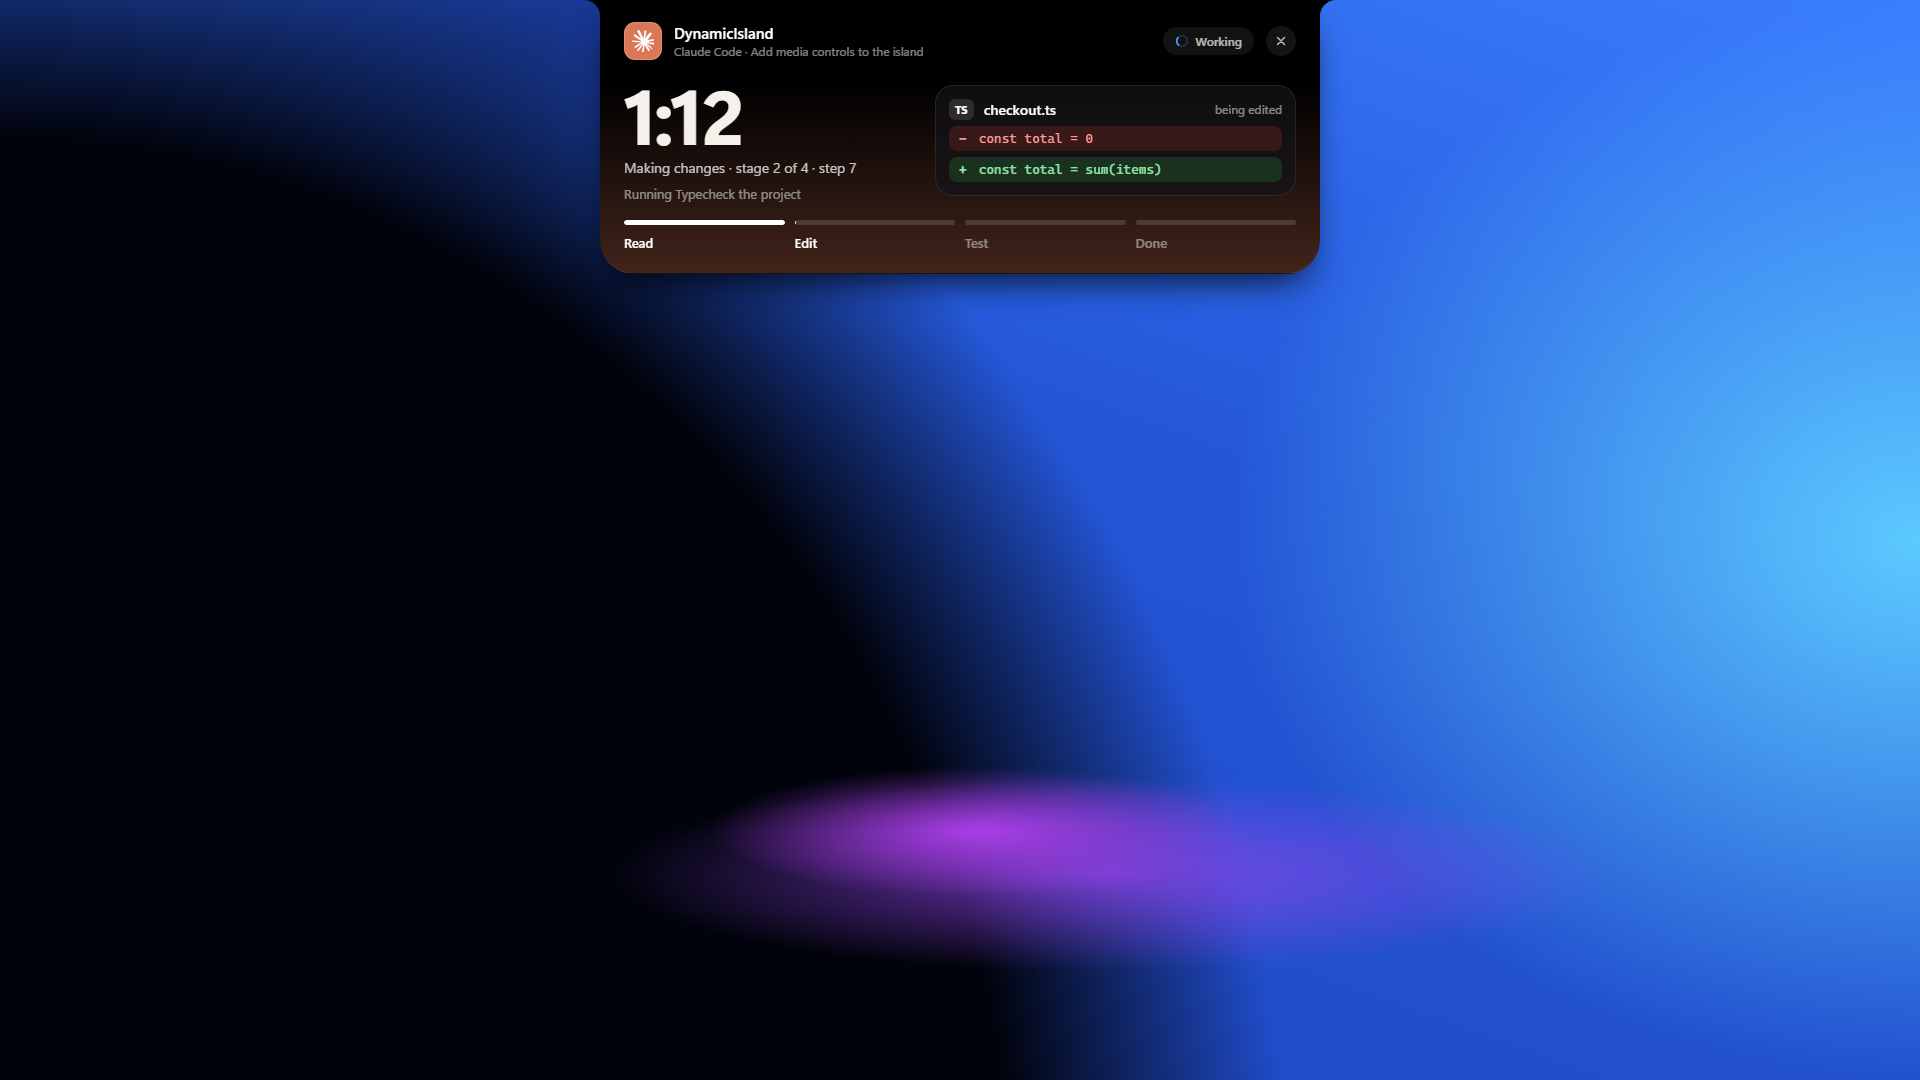 DynamicIsland
Claude Code · Add media controls to the island
Working
1:12
Making changes · stage 2 of 4 · step 7
Running Typecheck the project
TS checkout.ts being edited
− const total = 0
+ const total = sum(items)
Read Edit Test Done